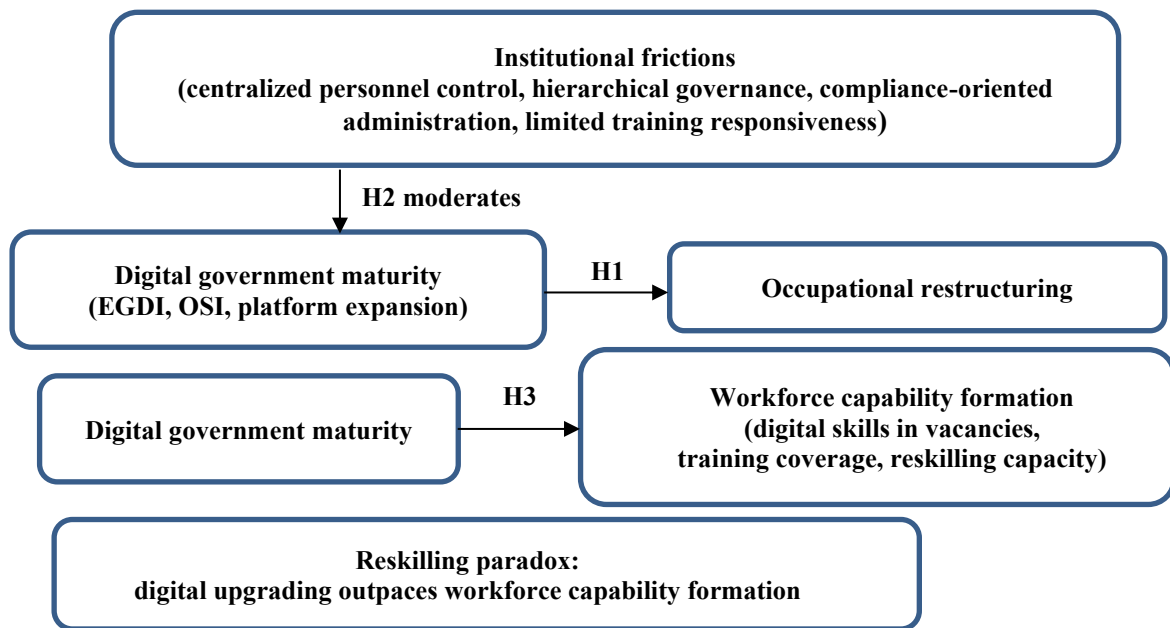 Institutional frictions
(centralized personnel control, hierarchical governance, compliance-oriented
administration, limited training responsiveness)
H2 moderates
Digital government maturity
(EGDI, OSI, platform expansion)
H1
Occupational restructuring
Digital government maturity
H3
Workforce capability formation
(digital skills in vacancies,
training coverage, reskilling capacity)
Reskilling paradox:
digital upgrading outpaces workforce capability formation